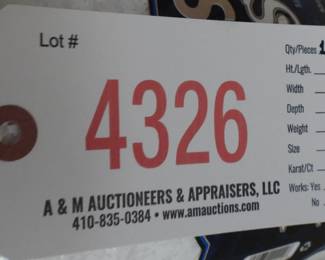 Lot #
4326
A & M AUCTIONEERS & APPRAISERS, LLC
410-835-0384 • www.amauctions.com
Qty/Pieces
Ht./Lgth.
Width
Depth
Weight
Size
Karat/Ct
Works: Yes
No